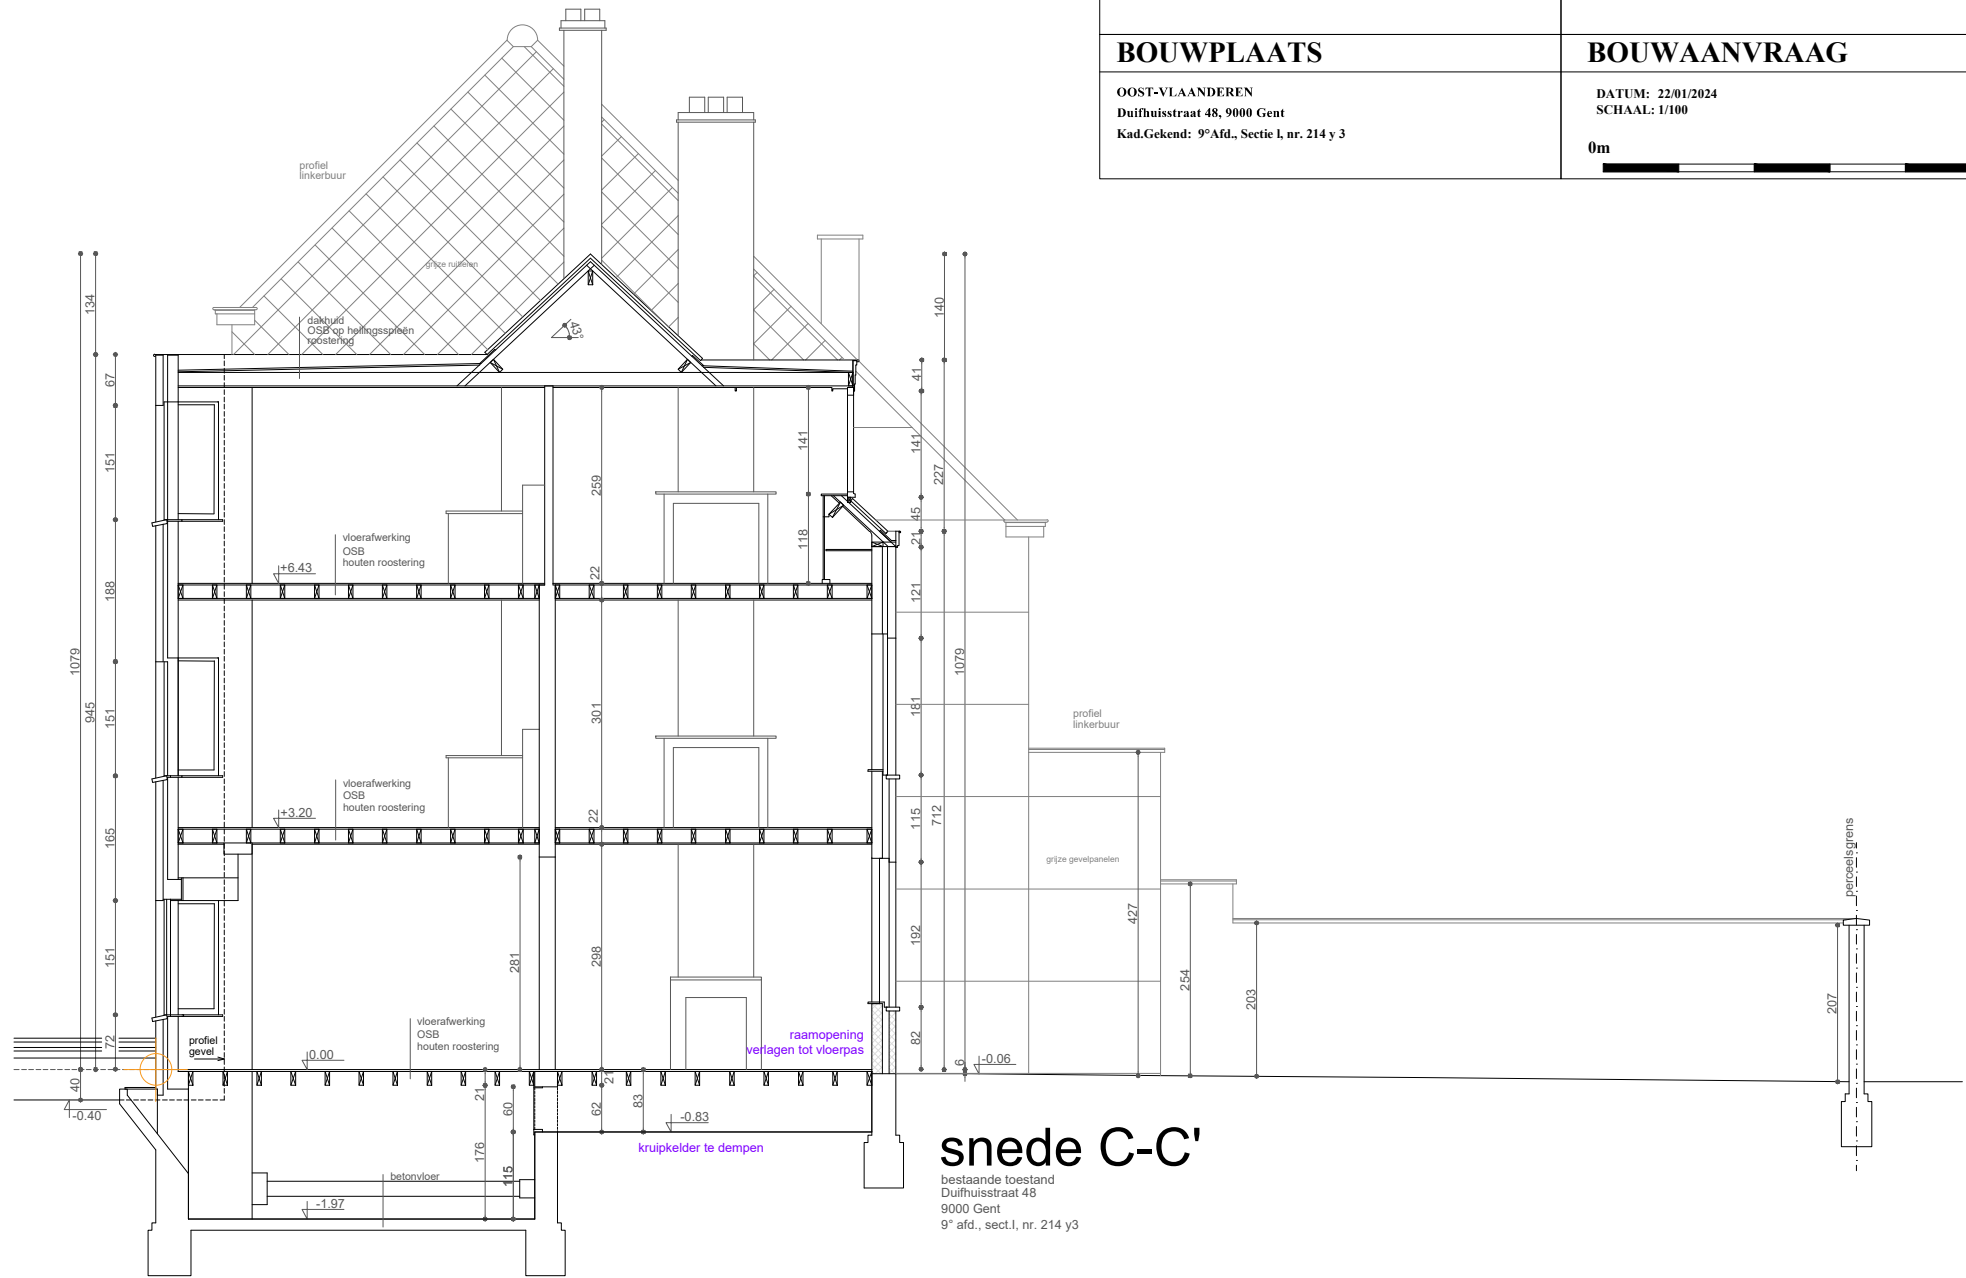 BOUWPLAATS
OOST-VLAANDEREN
Duifhuisstraat 48, 9000 Gent
Kad.Gekend: 9°Afd., Sectie I, nr. 214 y 3
BOUWAANVRAAG
DATUM: 22/01/2024
SCHAAL: 1/100
0m
profiel
linkerbuur
dakhuid
OSB op hellingsspieën
roostering
43°
134
67
151
188
151
165
151
72
40
1079
945
-0.40
259
22
301
22
298
281
141
118
vloerafwerking
OSB
houten roostering
+6.43
vloerafwerking
OSB
houten roostering
+3.20
vloerafwerking
OSB
houten roostering
0.00
profiel
gevel
raamopening
verlagen tot vloerpas
21
60
176
115
21
62
83
-0.83
kruipkelder te dempen
betonvloer
-1.97
140
41
141
227
45
21
121
181
115
712
192
82
1079
6
-0.06
profiel
linkerbuur
grijze gevelpanelen
427
254
203
207
perceelsgrens
snede C-C'
bestaande toestand
Duifhuisstraat 48
9000 Gent
9° afd., sect.I, nr. 214 y3